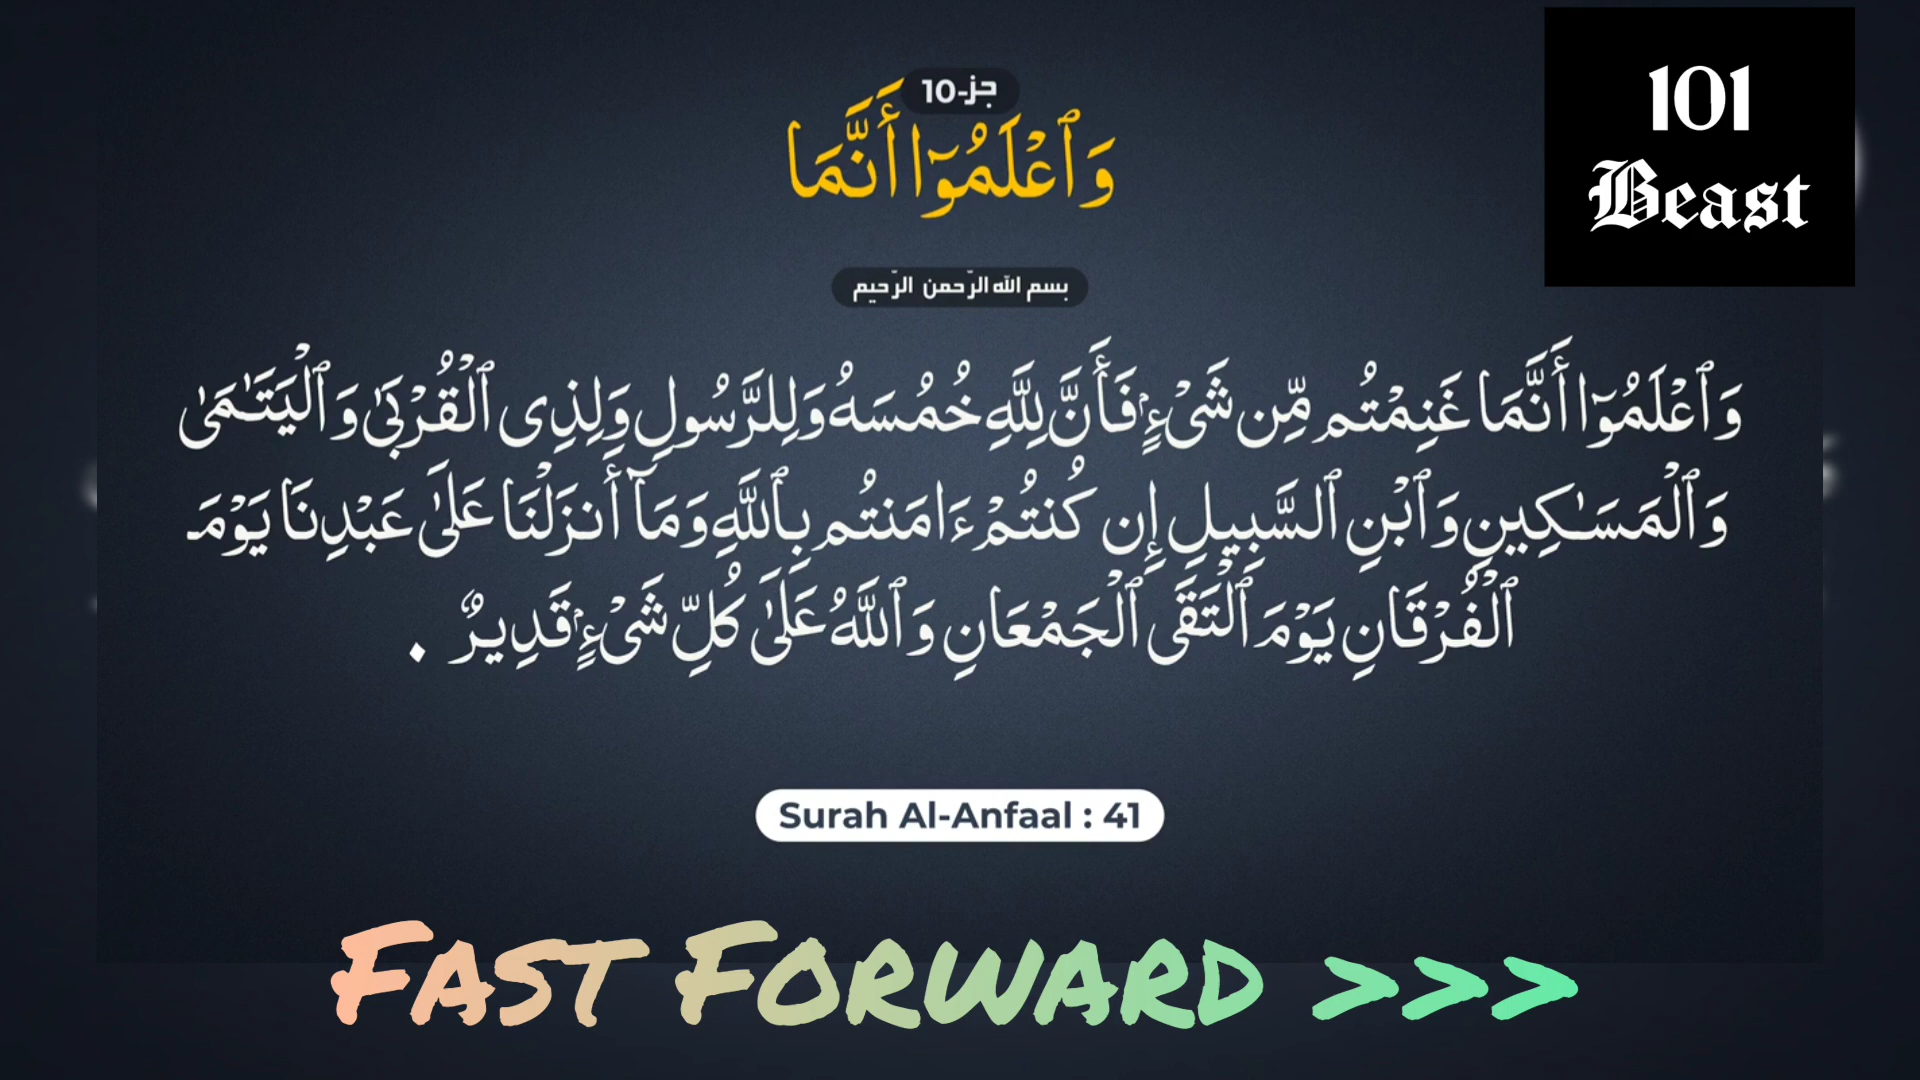 جز-10
وَٱعْلَمُوٓا۟ أَنَّمَا
101
Beast
بسم الله الرّحمن الرّحيم
وَٱعْلَمُوٓا أَنَّمَا غَنِمْتُم مِّن شَىْءٍۢ فَأَنَّ لِلَّهِ خُمُسَهُ وَلِلرَّسُولِ وَلِذِى ٱلْقُرْبَىٰ وَٱلْيَتَـٰمَىٰ
وَٱلْمَسَـٰكِينِ وَٱبْنِ ٱلسَّبِيلِ إِن كُنتُمْ ءَامَنتُم بِٱللَّهِ وَمَآ أَنزَلْنَا عَلَىٰ عَبْدِنَا يَوْمَ
ٱلْفُرْقَانِ يَوْمَ ٱلْتَقَى ٱلْجَمْعَانِ وَٱللَّهُ عَلَىٰ كُلِّ شَىْءٍۢ قَدِيرٌ .
Surah Al-Anfaal : 41
Fast Forward >>>